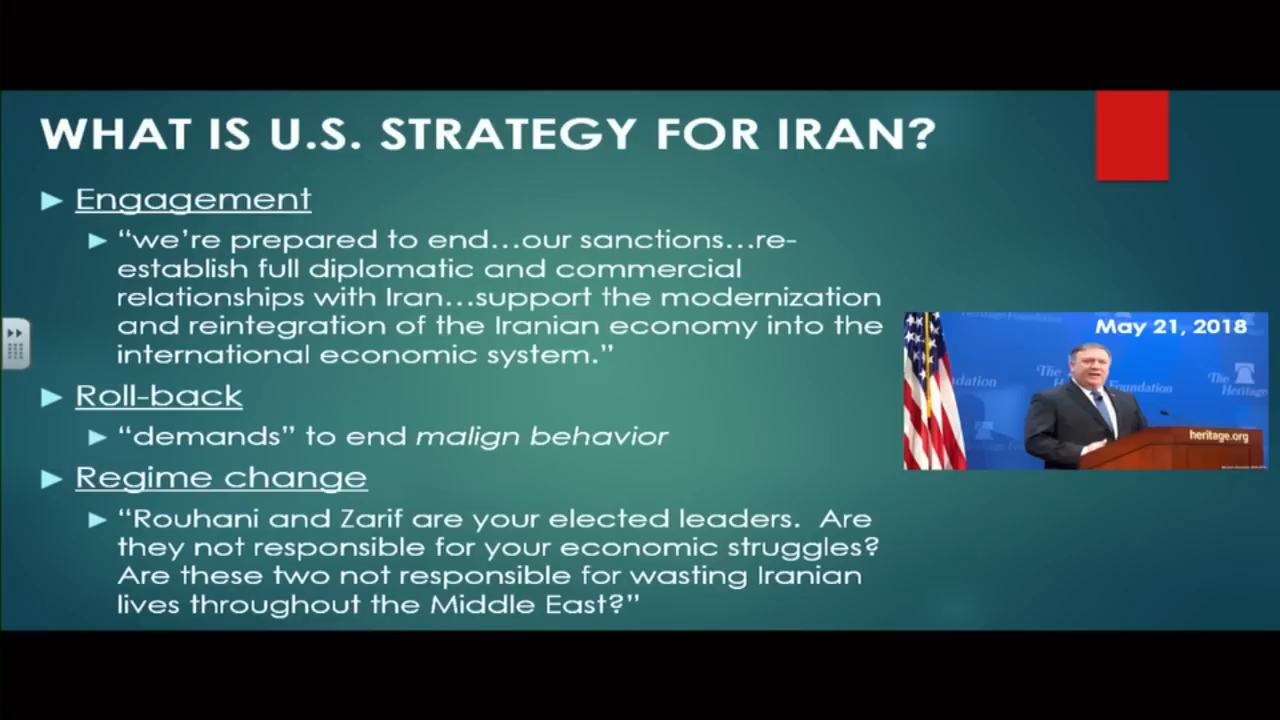 WHAT IS U.S. STRATEGY FOR IRAN?
Engagement
“we’re prepared to end...our sanctions...re-
establish full diplomatic and commercial
relationships with Iran...support the modernization
and reintegration of the Iranian economy into the
international economic system.”
Roll-back
“demands” to end malign behavior
Regime change
“Rouhani and Zarif are your elected leaders.  Are
they not responsible for your economic struggles?
Are these two not responsible for wasting Iranian
lives throughout the Middle East?”
May 21, 2018
The
Foundation
The
Heritage
heritage.org